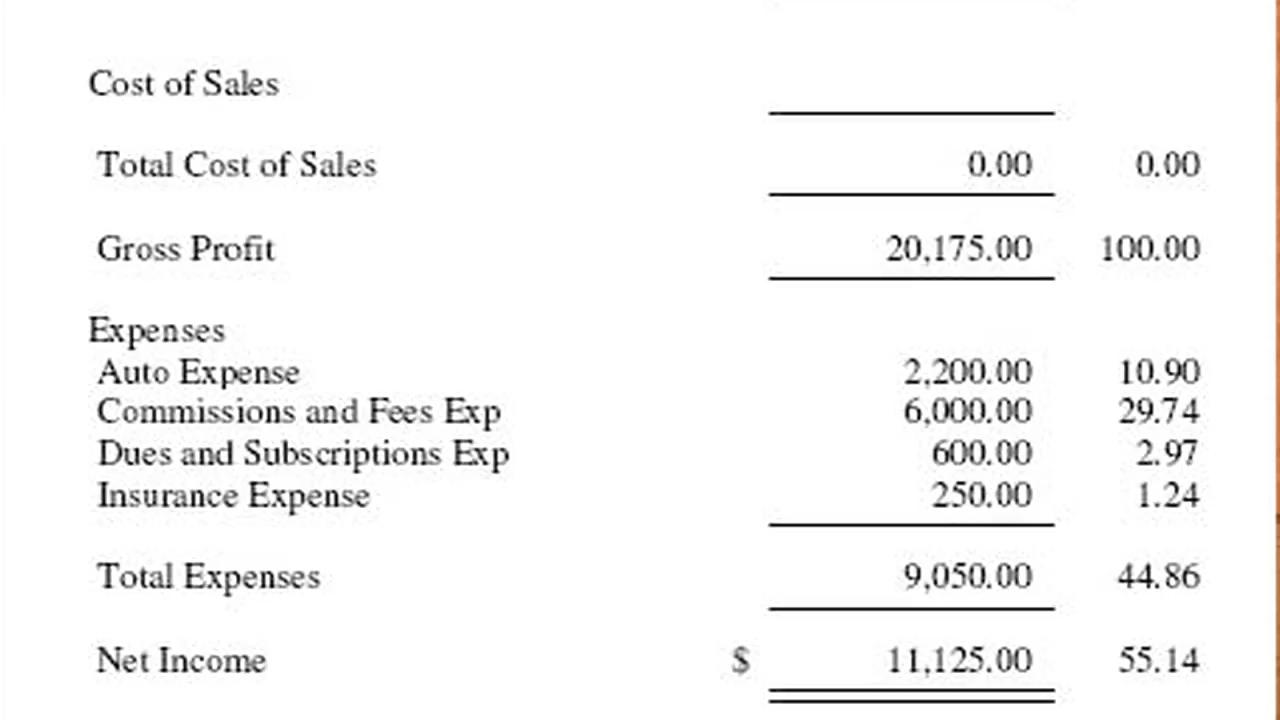 Cost of Sales
Total Cost of Sales 0.00 0.00
Gross Profit 20,175.00 100.00
Expenses
Auto Expense 2,200.00 10.90
Commissions and Fees Exp 6,000.00 29.74
Dues and Subscriptions Exp 600.00 2.97
Insurance Expense 250.00 1.24
Total Expenses 9,050.00 44.86
Net Income $ 11,125.00 55.14